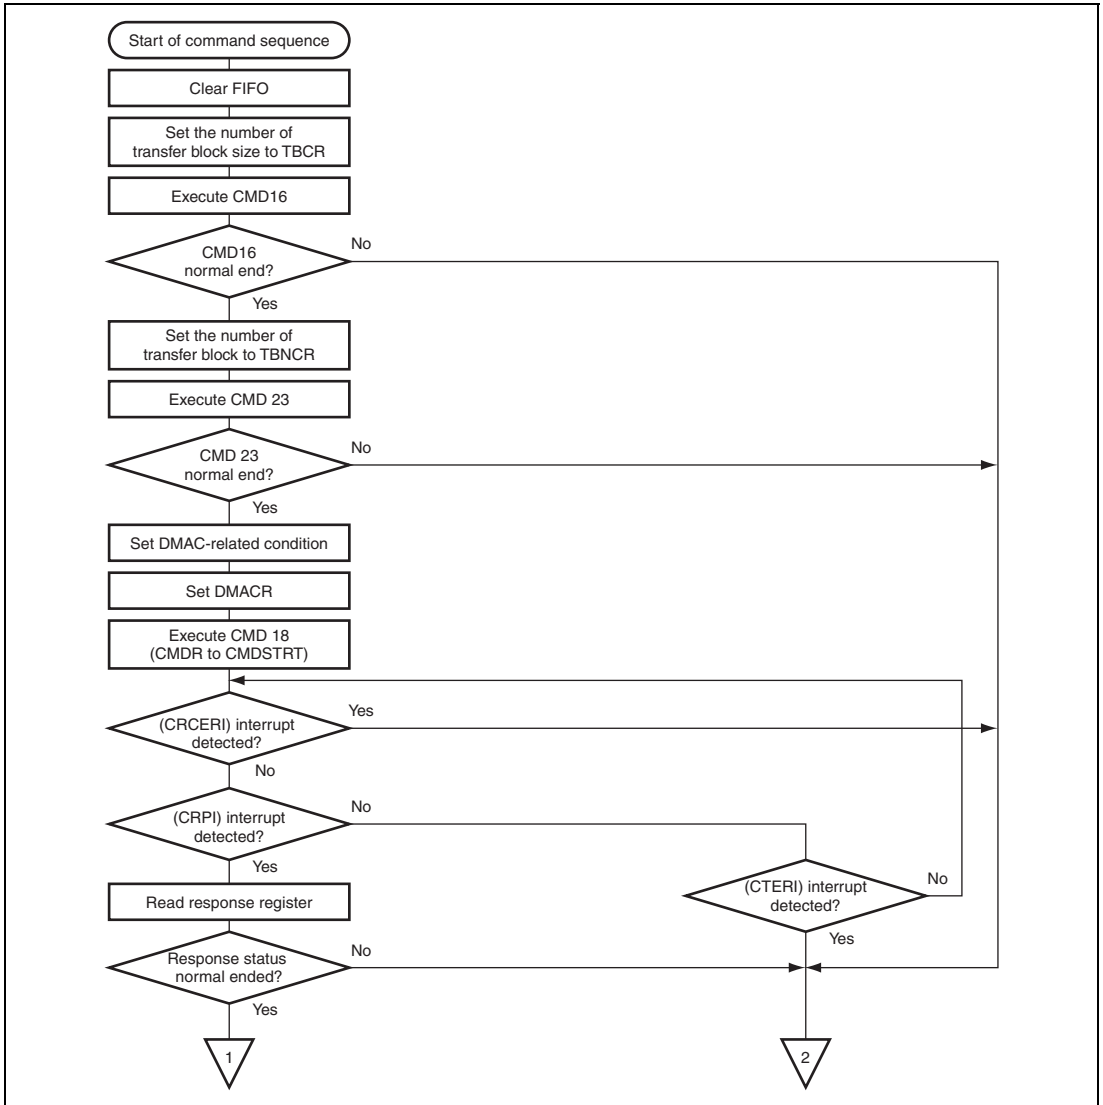 Start of command sequence
Clear FIFO
Set the number of
transfer block size to TBCR
Execute CMD16
CMD16
normal end?
No
Yes
Set the number of
transfer block to TBNCR
Execute CMD 23
CMD 23
normal end?
No
Yes
Set DMAC-related condition
Set DMACR
Execute CMD 18
(CMDR to CMDSTRT)
(CRCERI) interrupt
detected?
Yes
No
(CRPI) interrupt
detected?
No
Yes
(CTERI) interrupt
detected?
No
Yes
Read response register
Response status
normal ended?
No
Yes
1
2